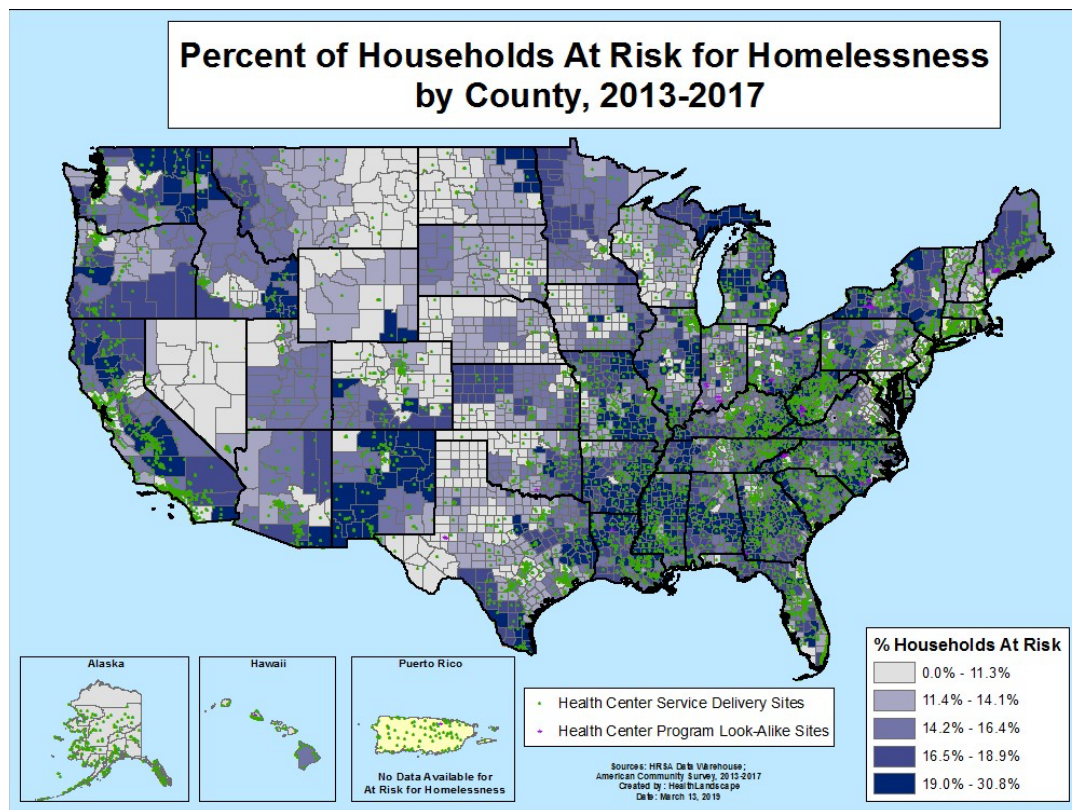 Percent of Households At Risk for Homelessness
by County, 2013-2017
Alaska
Hawaii
Puerto Rico
No Data Available for
At Risk for Homelessness
Health Center Service Delivery Sites
Health Center Program Look-Alike Sites
Sources: HRSA Data Warehouse;
American Community Survey, 2013-2017
Created by: HealthLandscape
Date: March 13, 2019
% Households At Risk
0.0% - 11.3%
11.4% - 14.1%
14.2% - 16.4%
16.5% - 18.9%
19.0% - 30.8%